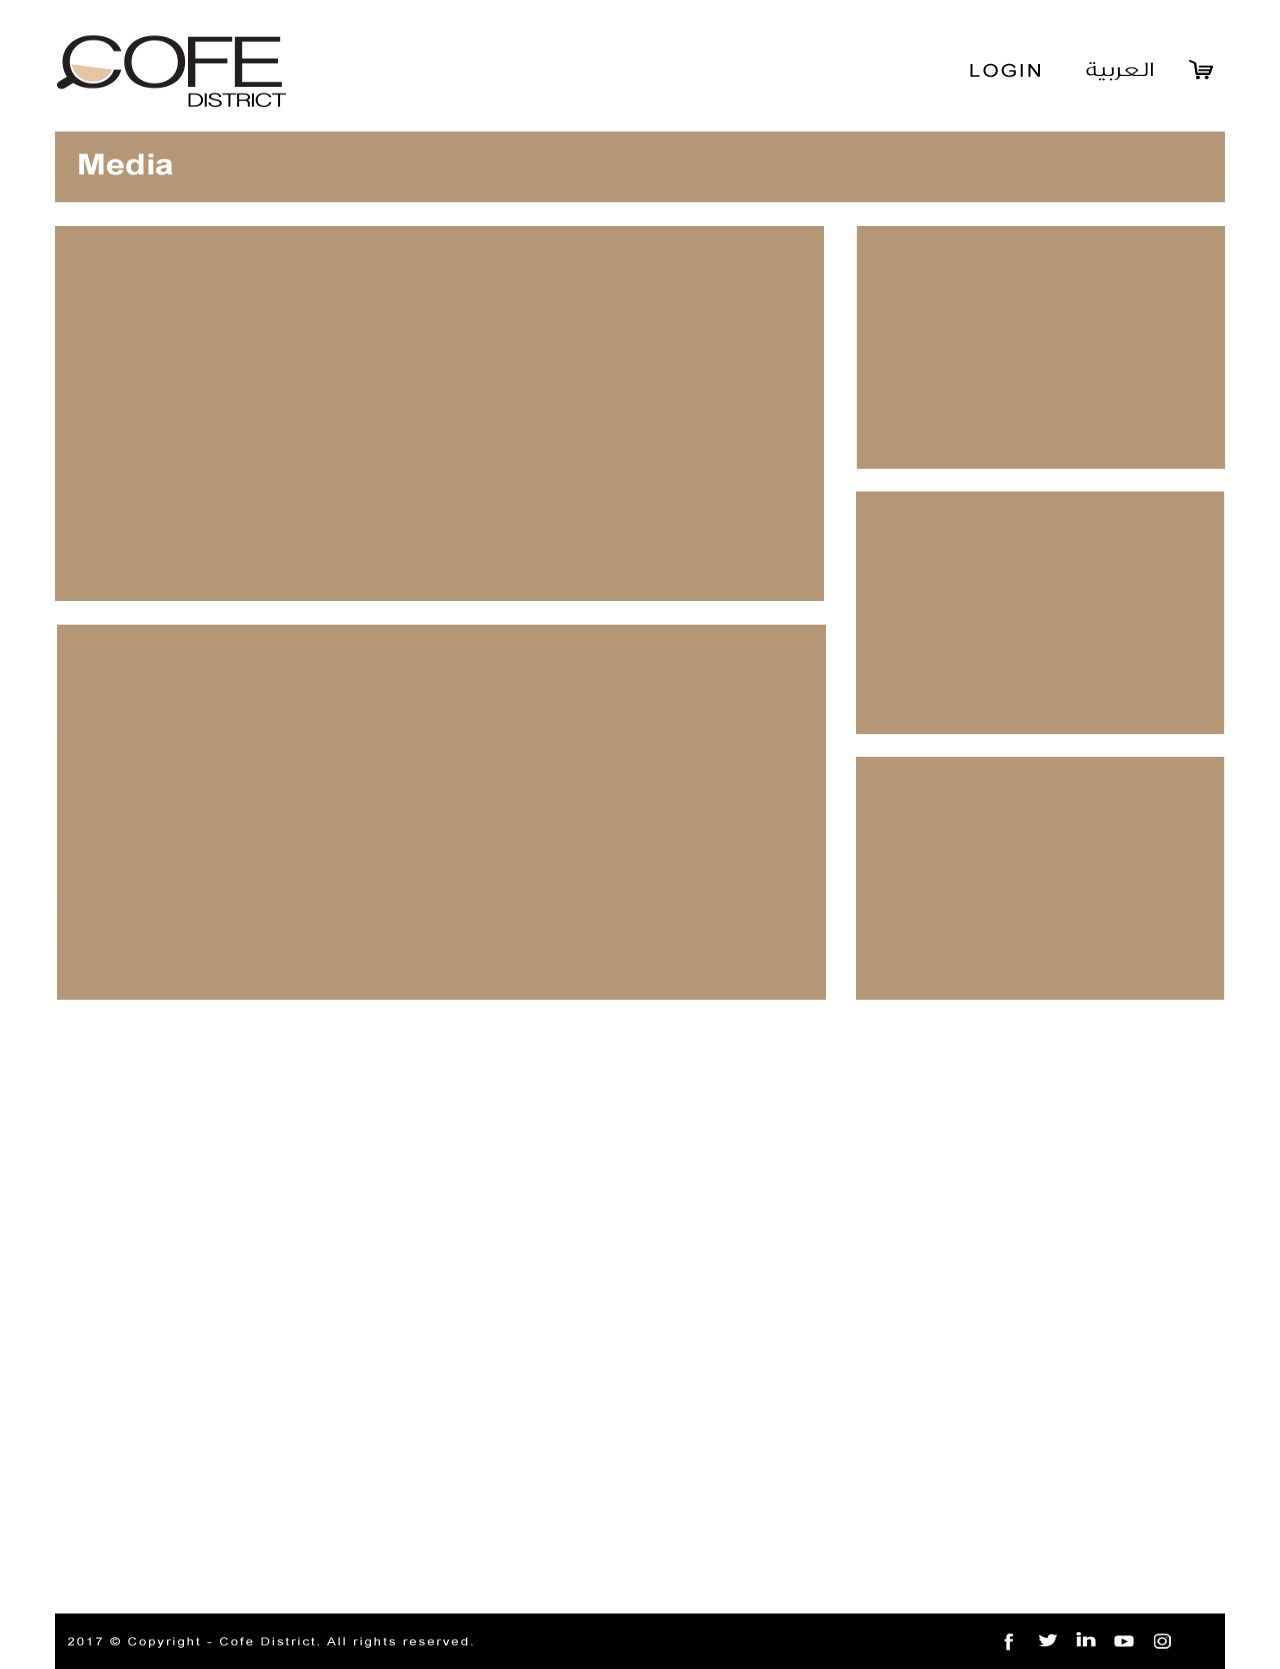 COFE
DISTRICT
LOGIN العربية
Media
2017 © Copyright - Cofe District. All rights reserved.